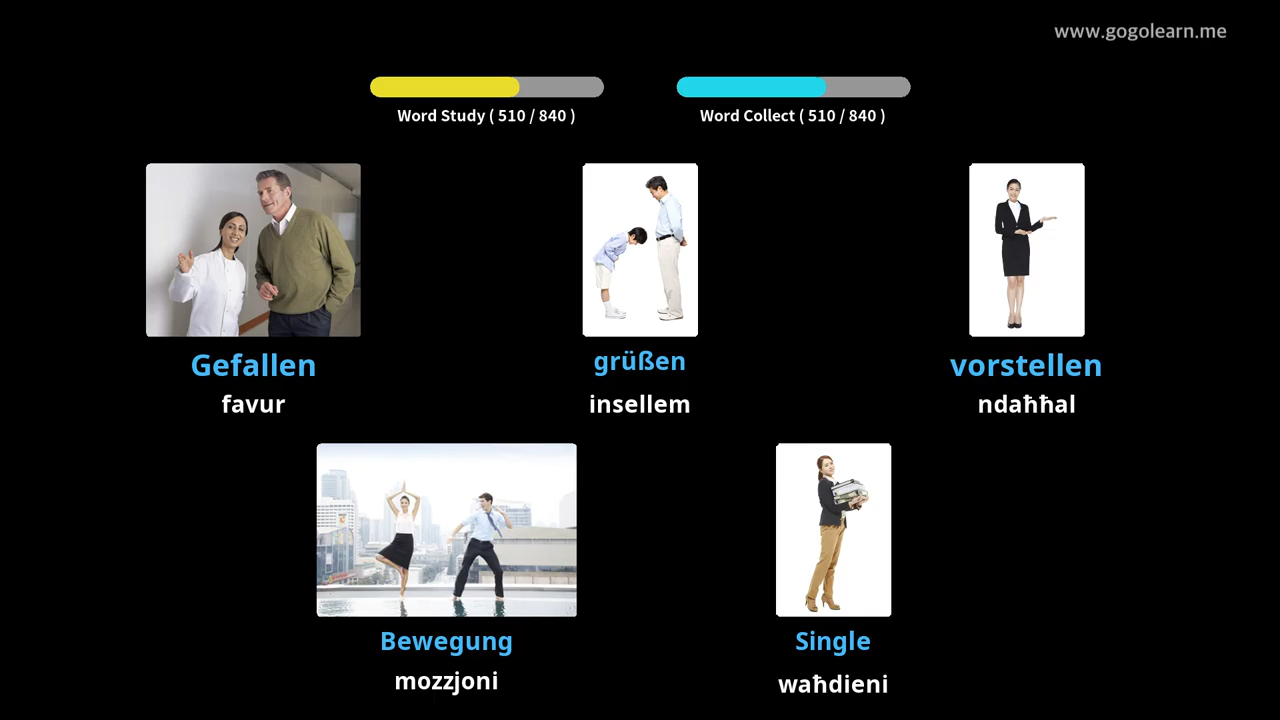 www.gogolearn.me
Word Study ( 510 / 840 )
Word Collect ( 510 / 840 )
Gefallen
favur
grüßen
insellem
vorstellen
ndaħħal
Bewegung
mozzjoni
Single
waħdieni